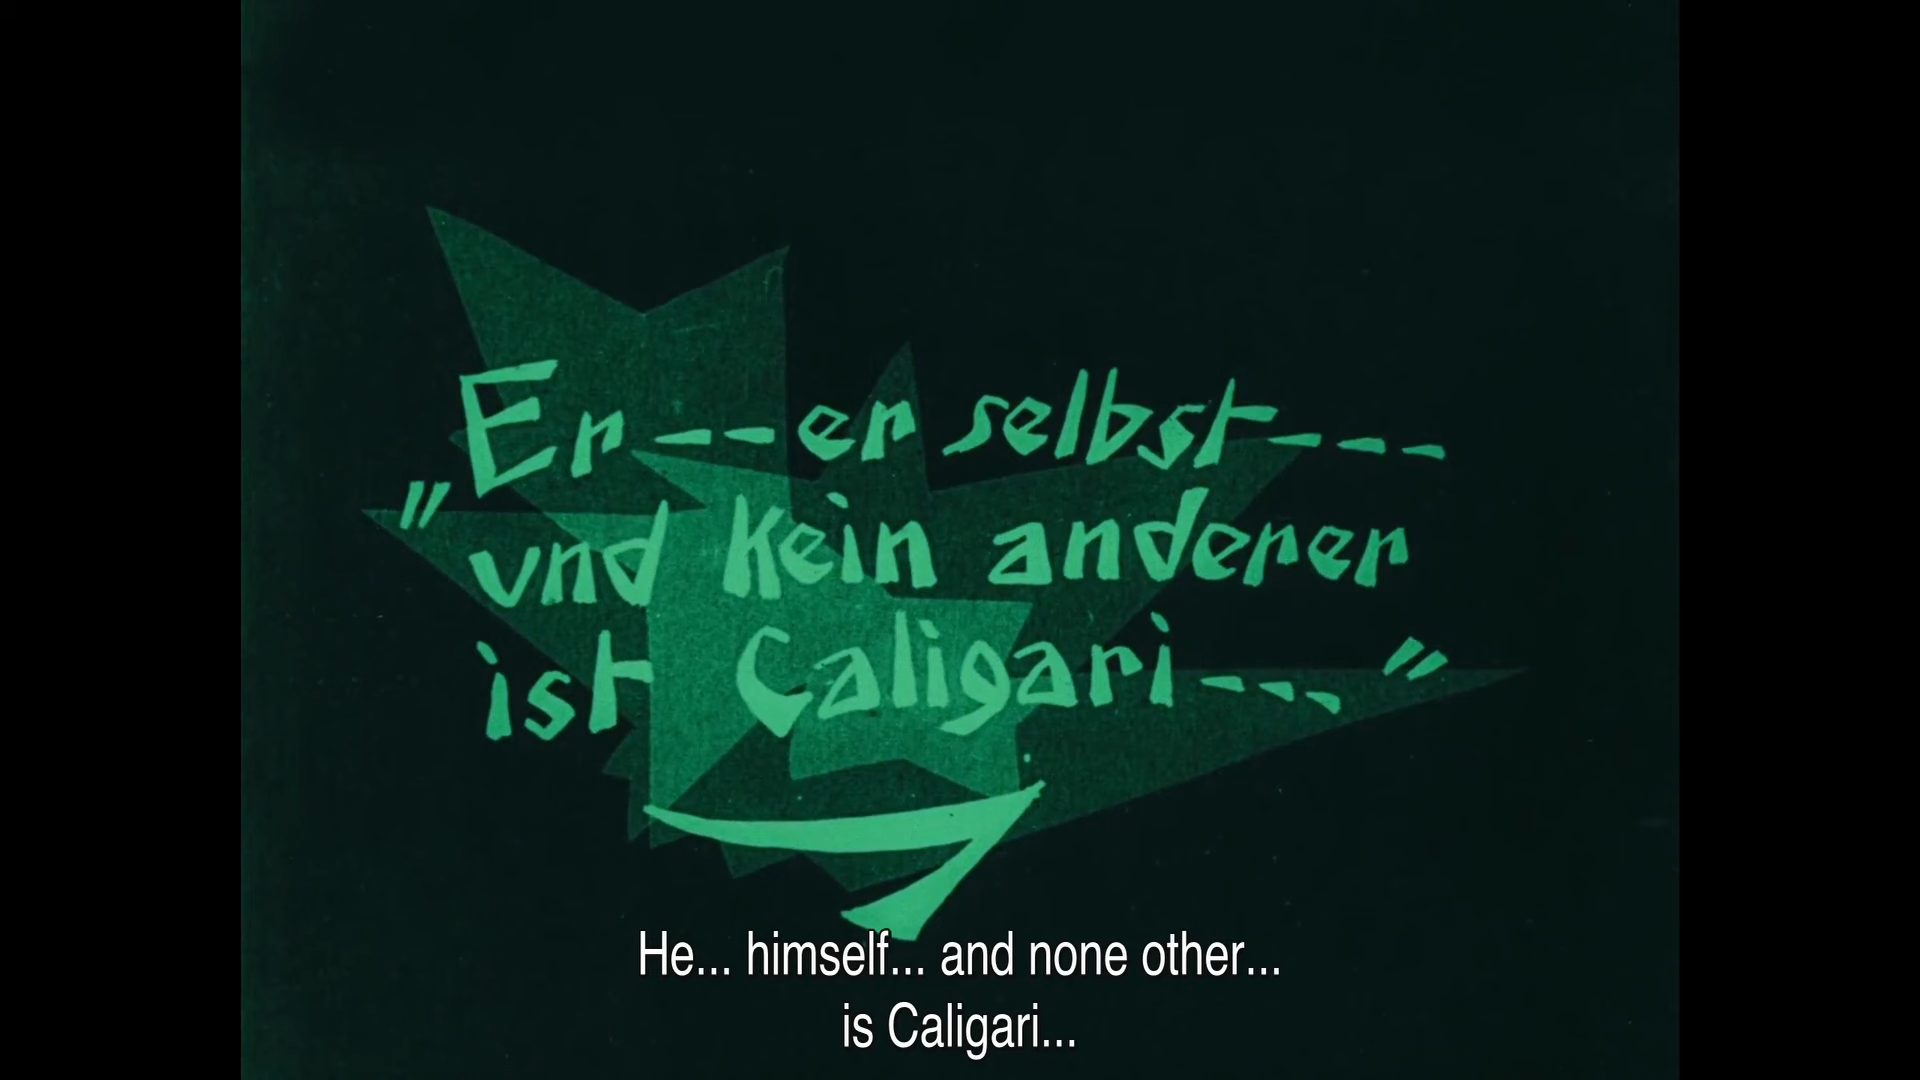 Er -- er selbst ---
" und kein anderer
ist Caligari --- "
He... himself... and none other...
is Caligari...